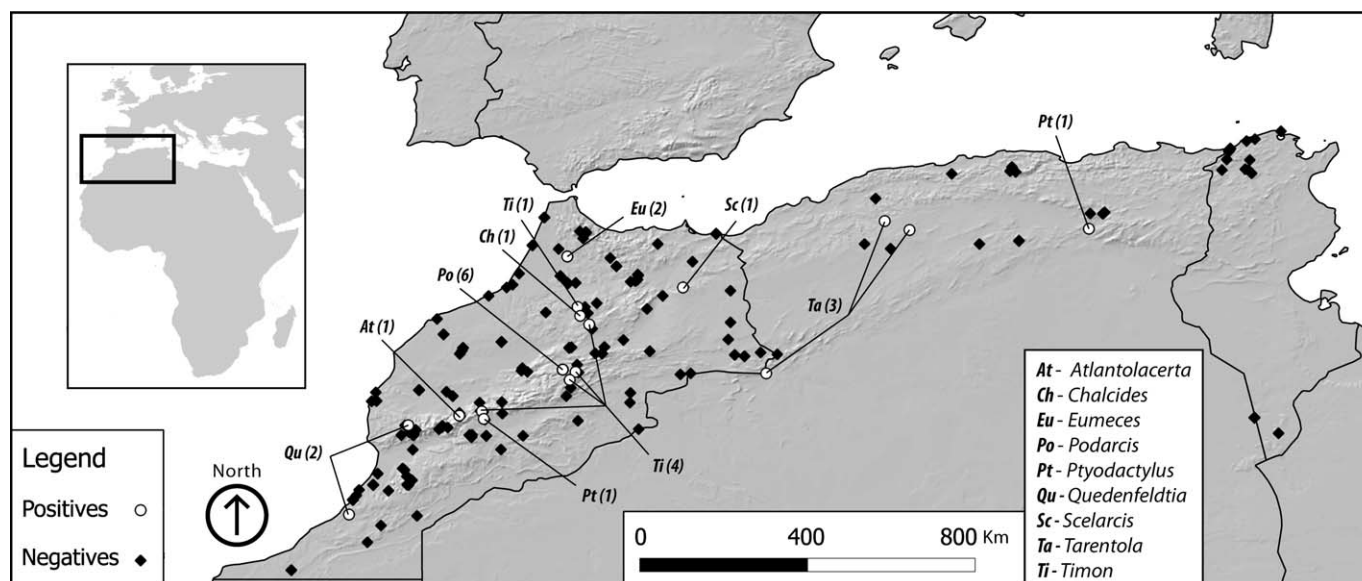 Pt (1)
Ti (1)
Eu (2)
Sc (1)
Ch (1)
Po (6)
At (1)
Ta (3)
Qu (2)
Ti (4)
Pt (1)
Legend
Positives
Negatives
North
0 400 800 Km
At - Atlantolacerta
Ch - Chalcides
Eu - Eumeces
Po - Podarcis
Pt - Ptyodactylus
Qu - Quedenfeldtia
Sc - Scelarcis
Ta - Tarentola
Ti - Timon